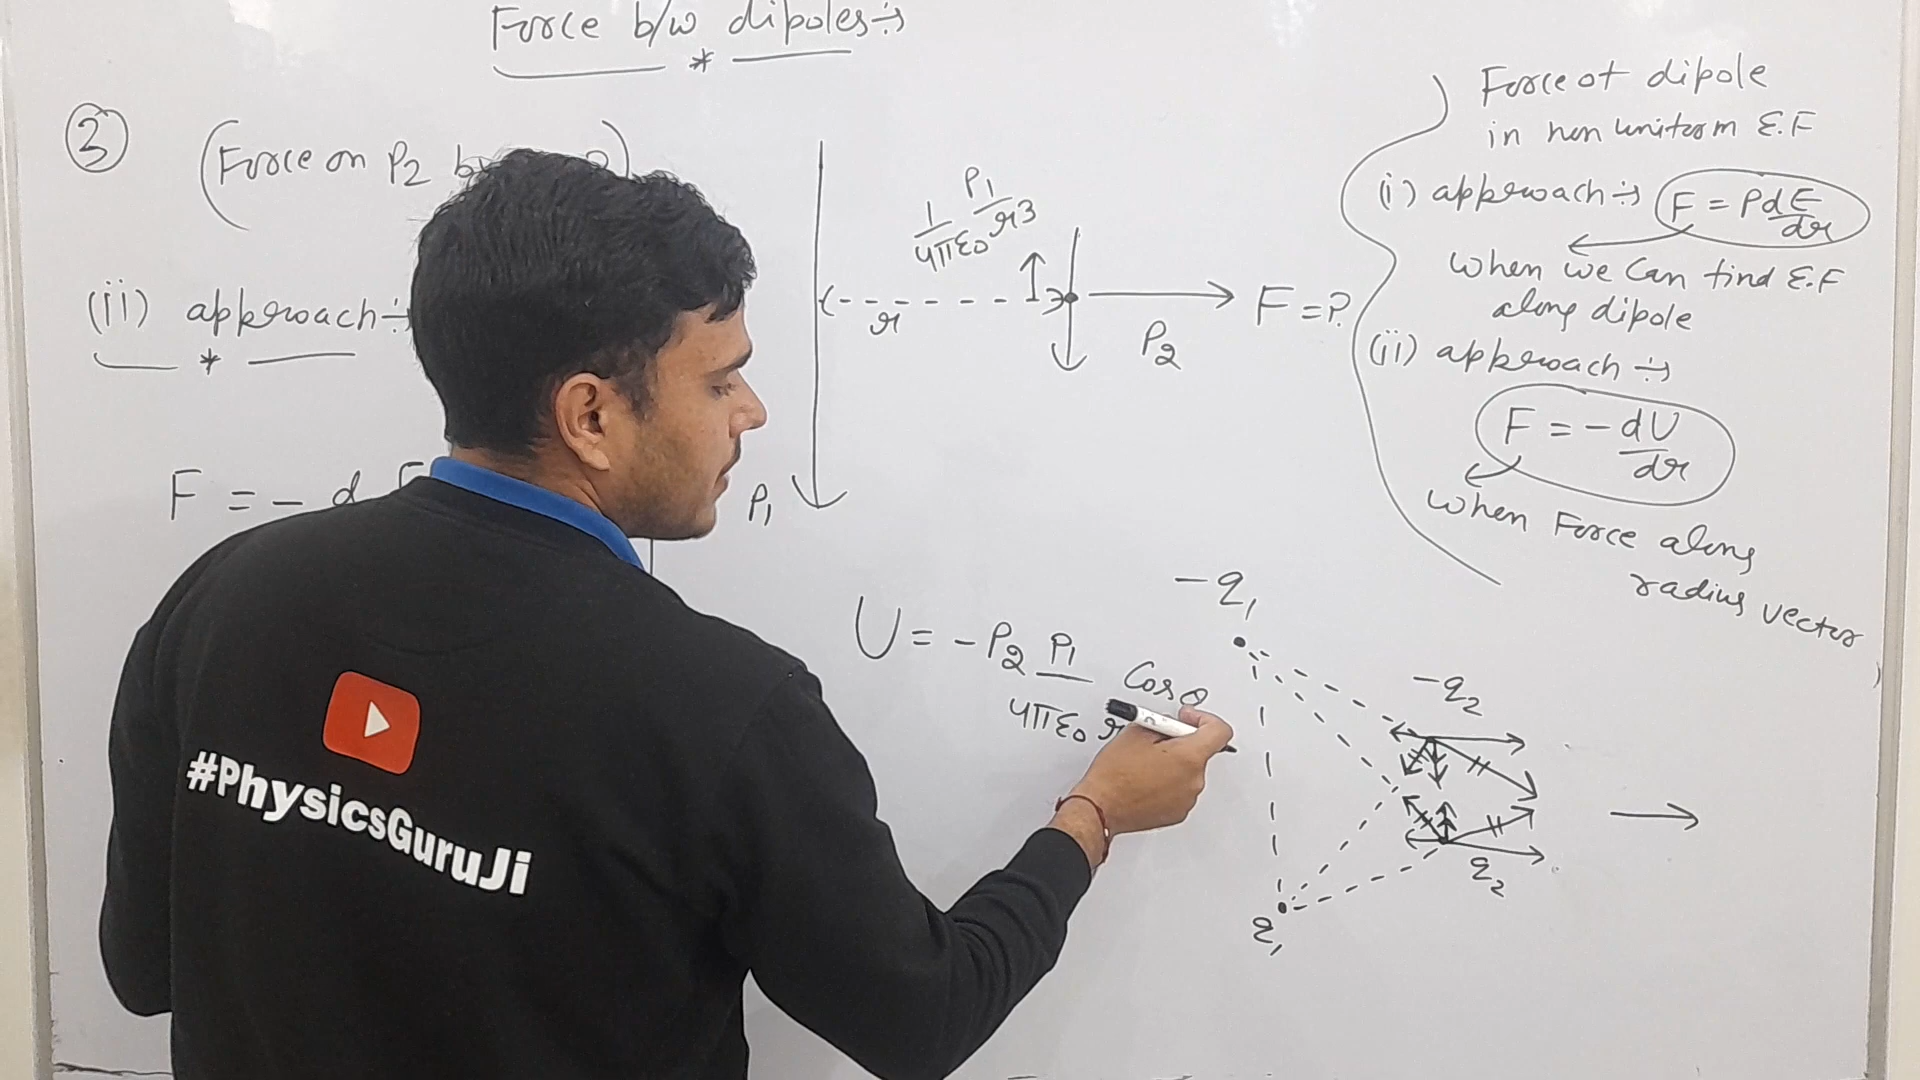 Force b/w dipoles :-
③
(Force on P₂ b
(ii) approach :-
F = - d
1/4πε₀ P₁/r³
r
P₂
F = ?
P₁
U = -P₂ P₁/4πε₀ r Cosθ
-q₁
-q₂
q₂
q₁
Force of dipole
in non uniform E.F
(i) approach :- F = PdE/dr
When we can find E.F
along dipole
(ii) approach :-
F = -dU/dr
When Force along
radius vector
#PhysicsGuruJi